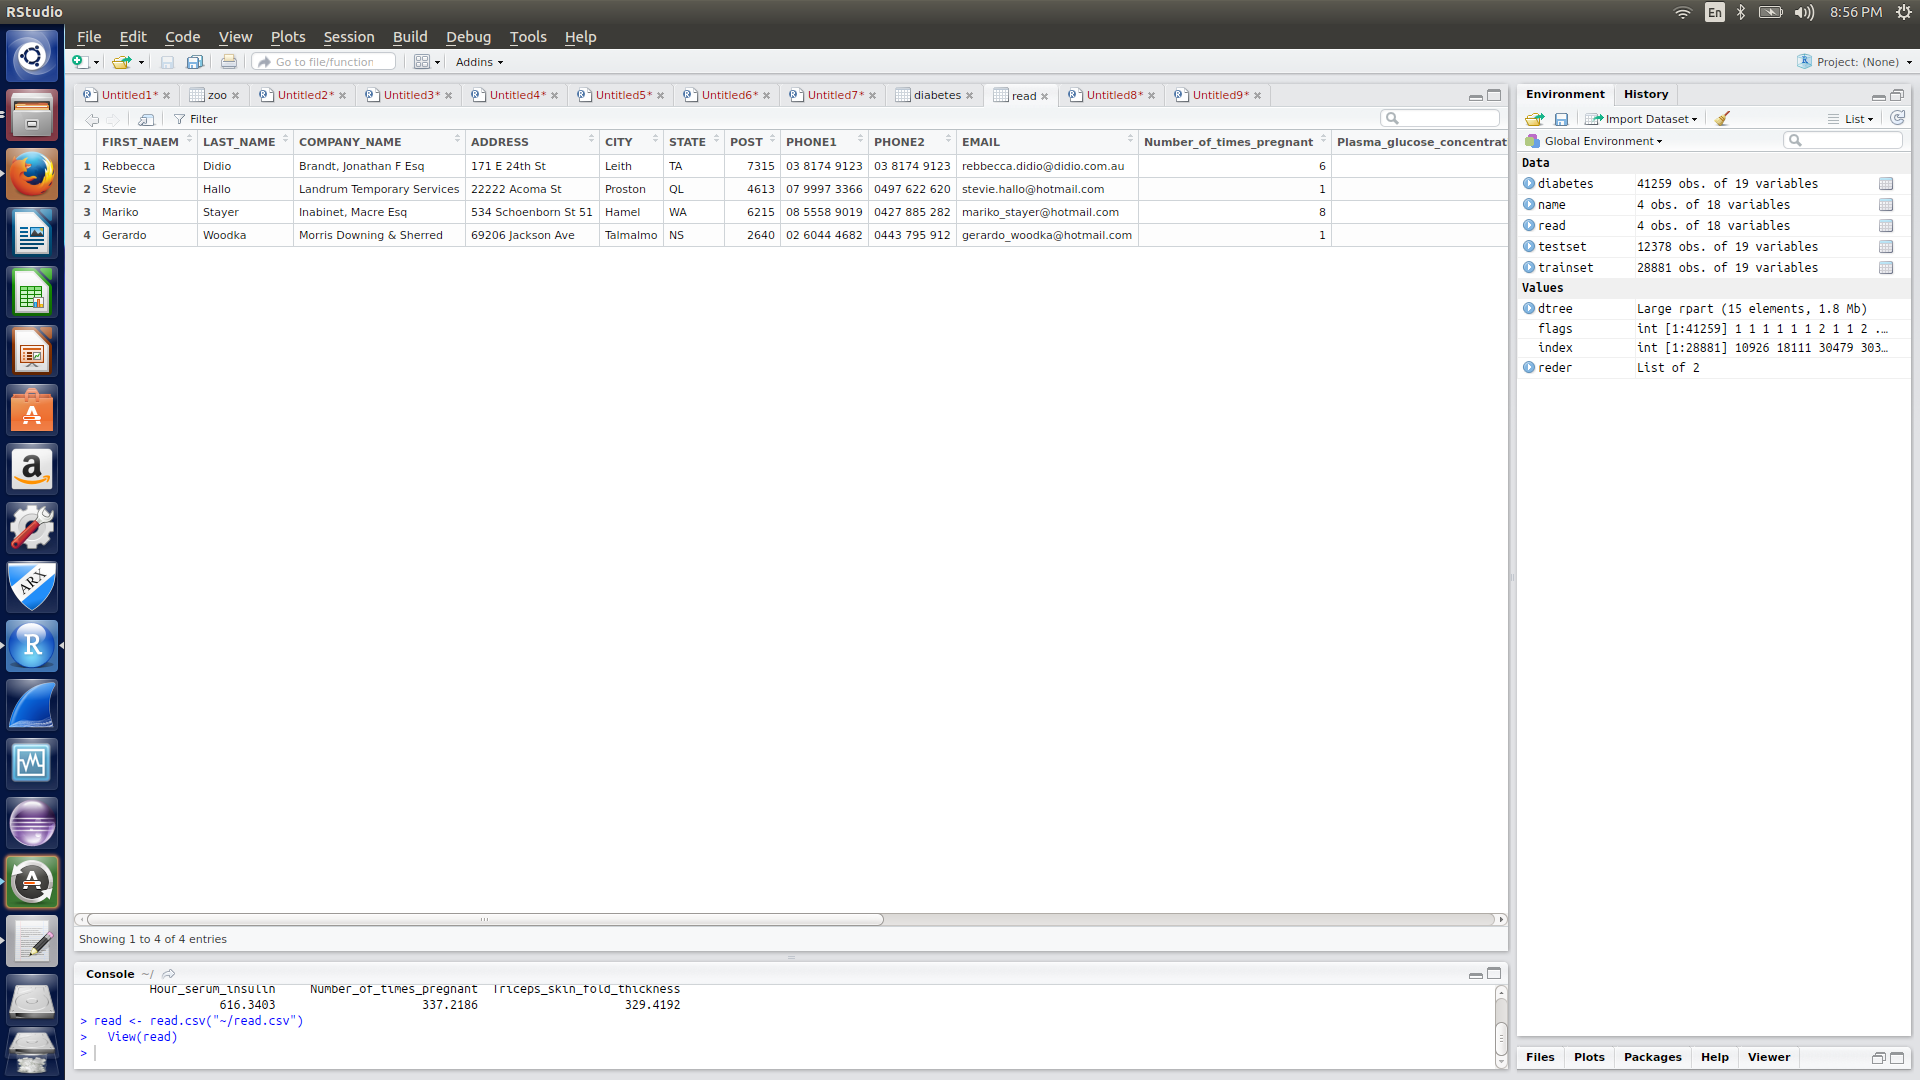 RStudio
En
8:56 PM
File Edit Code View Plots Session Build Debug Tools Help
Go to file/function
Addins
Project: (None)
Untitled1* zoo Untitled2* Untitled3* Untitled4* Untitled5* Untitled6* Untitled7* diabetes read Untitled8* Untitled9*
Filter
FIRST_NAEM LAST_NAME COMPANY_NAME ADDRESS CITY STATE POST PHONE1 PHONE2 EMAIL Number_of_times_pregnant Plasma_glucose_concentrat
1 Rebbecca Didio Brandt, Jonathan F Esq 171 E 24th St Leith TA 7315 03 8174 9123 03 8174 9123 rebbecca.didio@didio.com.au 6
2 Stevie Hallo Landrum Temporary Services 22222 Acoma St Proston QL 4613 07 9997 3366 0497 622 620 stevie.hallo@hotmail.com 1
3 Mariko Stayer Inabinet, Macre Esq 534 Schoenborn St 51 Hamel WA 6215 08 5558 9019 0427 885 282 mariko_stayer@hotmail.com 8
4 Gerardo Woodka Morris Downing & Sherred 69206 Jackson Ave Talmalmo NS 2640 02 6044 4682 0443 795 912 gerardo_woodka@hotmail.com 1
Showing 1 to 4 of 4 entries
Console ~/
Hour_serum_insulin Number_of_times_pregnant Triceps_skin_fold_thickness
616.3403 337.2186 329.4192
> read <- read.csv("~/read.csv")
> View(read)
>
Environment History
Import Dataset
List
Global Environment
Data
diabetes 41259 obs. of 19 variables
name 4 obs. of 18 variables
read 4 obs. of 18 variables
testset 12378 obs. of 19 variables
trainset 28881 obs. of 19 variables
Values
dtree Large rpart (15 elements, 1.8 Mb)
flags int [1:41259] 1 1 1 1 1 1 2 1 1 2 ...
index int [1:28881] 10926 18111 30479 303…
reder List of 2
Files Plots Packages Help Viewer
a
ARX
R